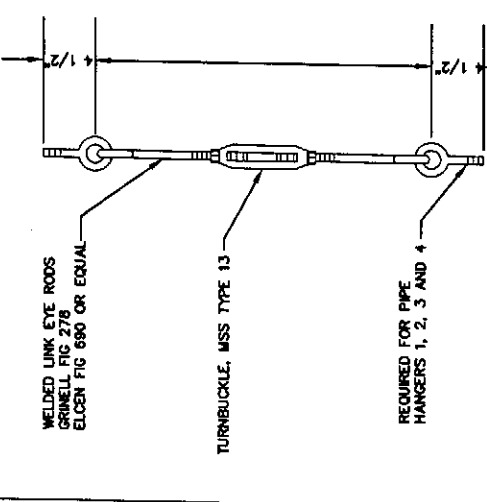 4 1/2"
4 1/2"
WELDED LINK EYE RODS
GRINELL FIG 278
ELCEN FIG 690 OR EQUAL
TURNBUCKLE, MSS TYPE 13
REQUIRED FOR PIPE
HANGERS 1, 2, 3 AND 4